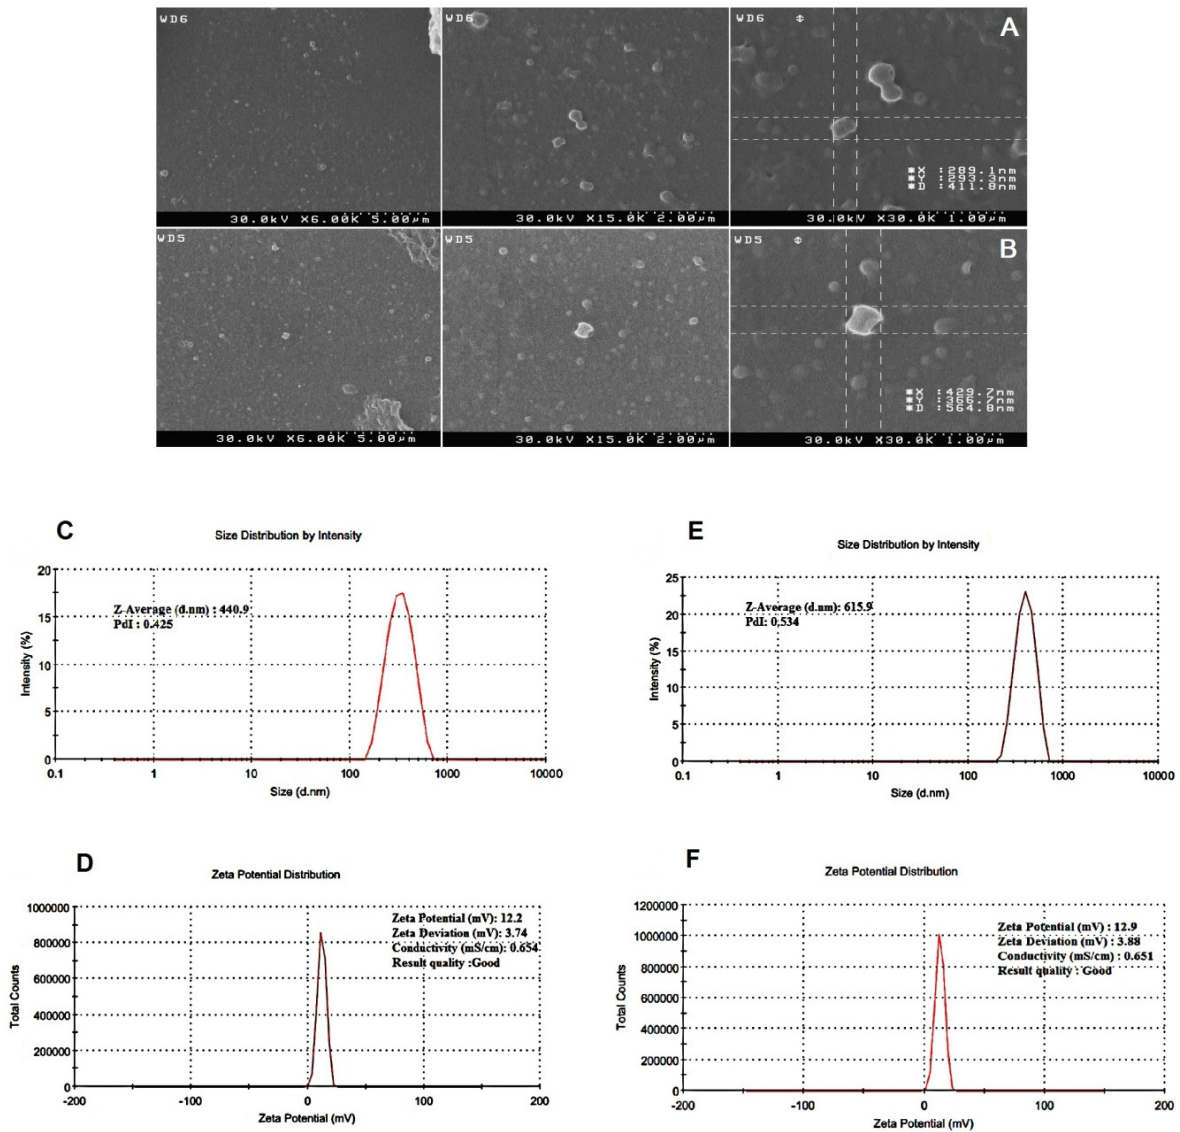 WD6
WD6
WD6
A
*X :289.1nm
*Y :293.3nm
*D :411.8nm
30.0kV X6.00K 5.00µm
30.0kV X15.0K 2.00µm
30.0kV X30.0K 1.00µm
WD5
WD5
WD5
B
*X :429.7nm
*Y :366.7nm
*D :564.8nm
30.0kV X6.00K 5.00µm
30.0kV X15.0K 2.00µm
30.0kV X30.0K 1.00µm
C
Size Distribution by Intensity
Z-Average (d.nm) : 440.9
PdI : 0.425
Intensity (%)
20
15
10
5
0
0.1 1 10 100 1000 10000
Size (d.nm)
E
Size Distribution by Intensity
Z-Average (d.nm): 615.9
PdI: 0.534
Intensity (%)
25
20
15
10
5
0
0.1 1 10 100 1000 10000
Size (d.nm)
D
Zeta Potential Distribution
Zeta Potential (mV): 12.2
Zeta Deviation (mV): 3.74
Conductivity (mS/cm): 0.654
Result quality :Good
Total Counts
1000000
800000
600000
400000
200000
0
-200 -100 0 100 200
Zeta Potential (mV)
F
Zeta Potential Distribution
Zeta Potential (mV) : 12.9
Zeta Deviation (mV) : 3.88
Conductivity (mS/cm) : 0.651
Result quality : Good
Total Counts
1200000
1000000
800000
600000
400000
200000
0
-200 -100 0 100 200
Zeta Potential (mV)